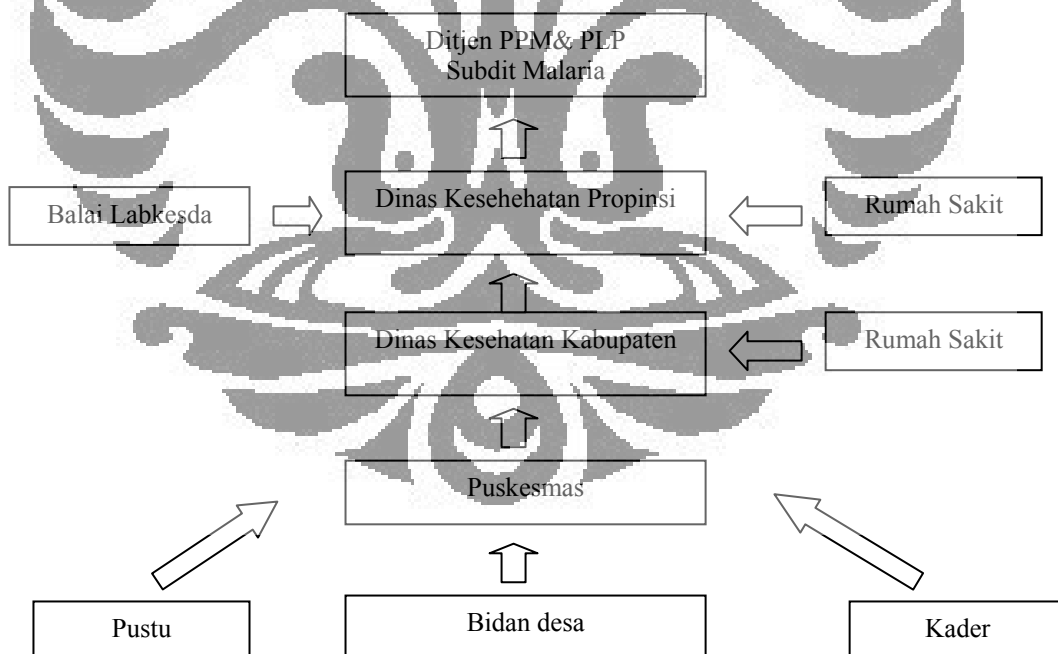 Ditjen PPM& PLP
Subdit Malaria
Balai Labkesda
Dinas Kesehehatan Propinsi
Rumah Sakit
Dinas Kesehatan Kabupaten
Rumah Sakit
Puskesmas
Pustu
Bidan desa
Kader